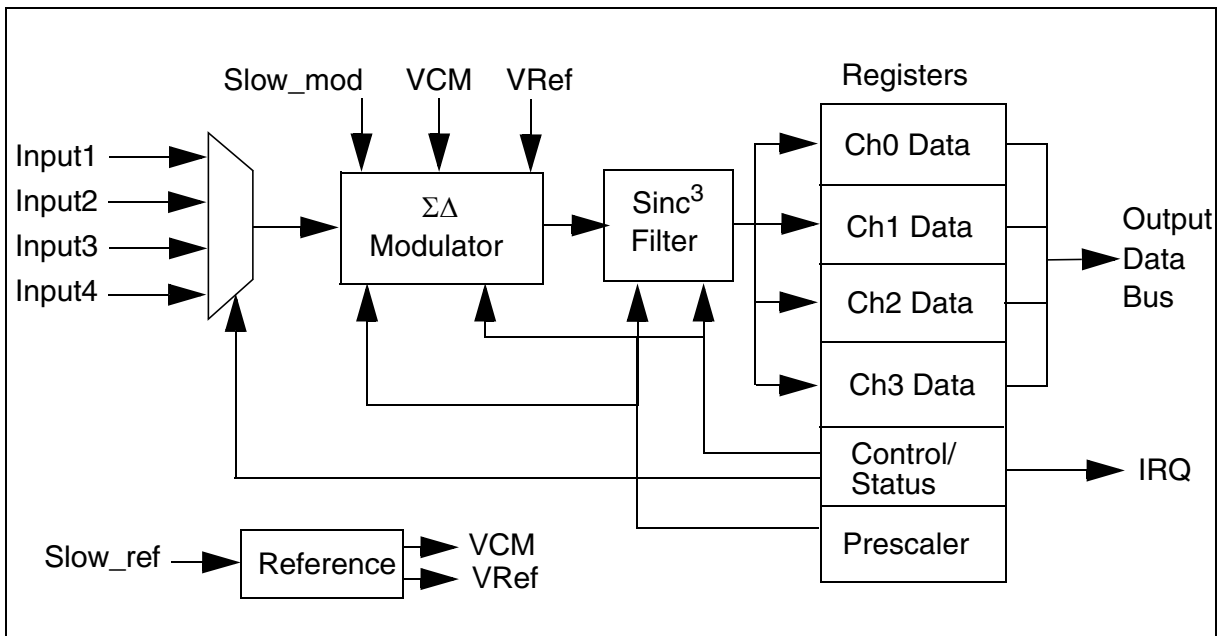 Registers
Slow_mod
VCM
VRef
Input1
Input2
Input3
Input4
ΣΔ
Modulator
Sinc³
Filter
Ch0 Data
Ch1 Data
Ch2 Data
Ch3 Data
Control/
Status
Prescaler
Output
Data
Bus
IRQ
Slow_ref
Reference
VCM
VRef